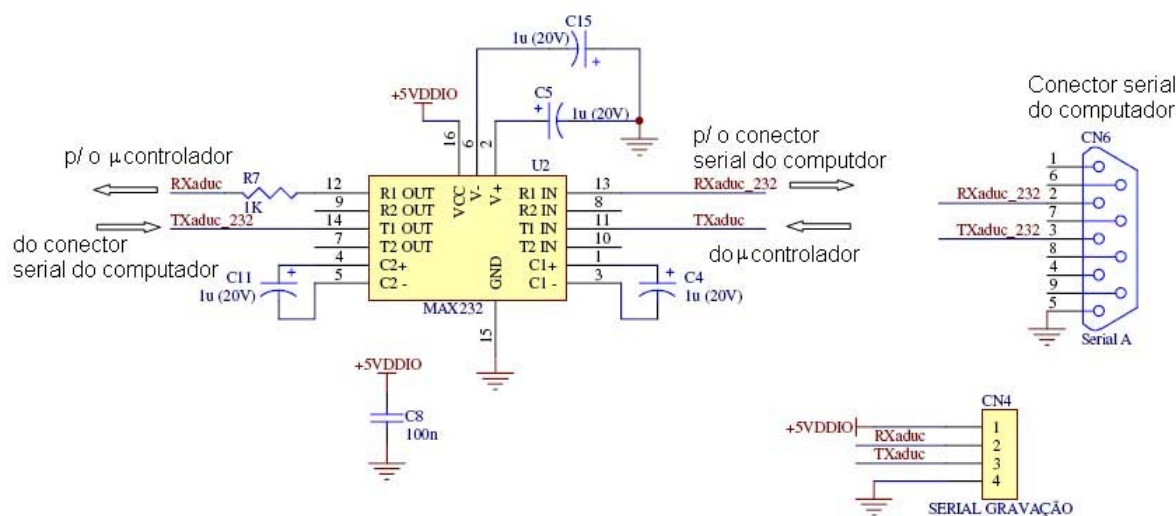 C15
1u (20V)
+
+5VDDIO
C5
+
1u (20V)
16
6
2
p/ o μcontrolador
p/ o conector
serial do computdor
U2
RXaduc
R7
1K
12
R1 OUT
VCC
V-
V+
R1 IN
13
RXaduc_232
9
R2 OUT
R2 IN
8
TXaduc_232
14
T1 OUT
T1 IN
11
TXaduc
7
T2 OUT
T2 IN
10
do conector
serial do computador
do μcontrolador
4
C2+
GND
C1+
1
5
C2 -
C1 -
3
C11
+
1u (20V)
C4
+
1u (20V)
MAX232
15
+5VDDIO
C8
100n
Conector serial
do computador
CN6
1
6
RXaduc_232
2
7
TXaduc_232
3
8
4
9
5
Serial A
CN4
+5VDDIO
1
RXaduc
2
TXaduc
3
4
SERIAL GRAVAÇÃO